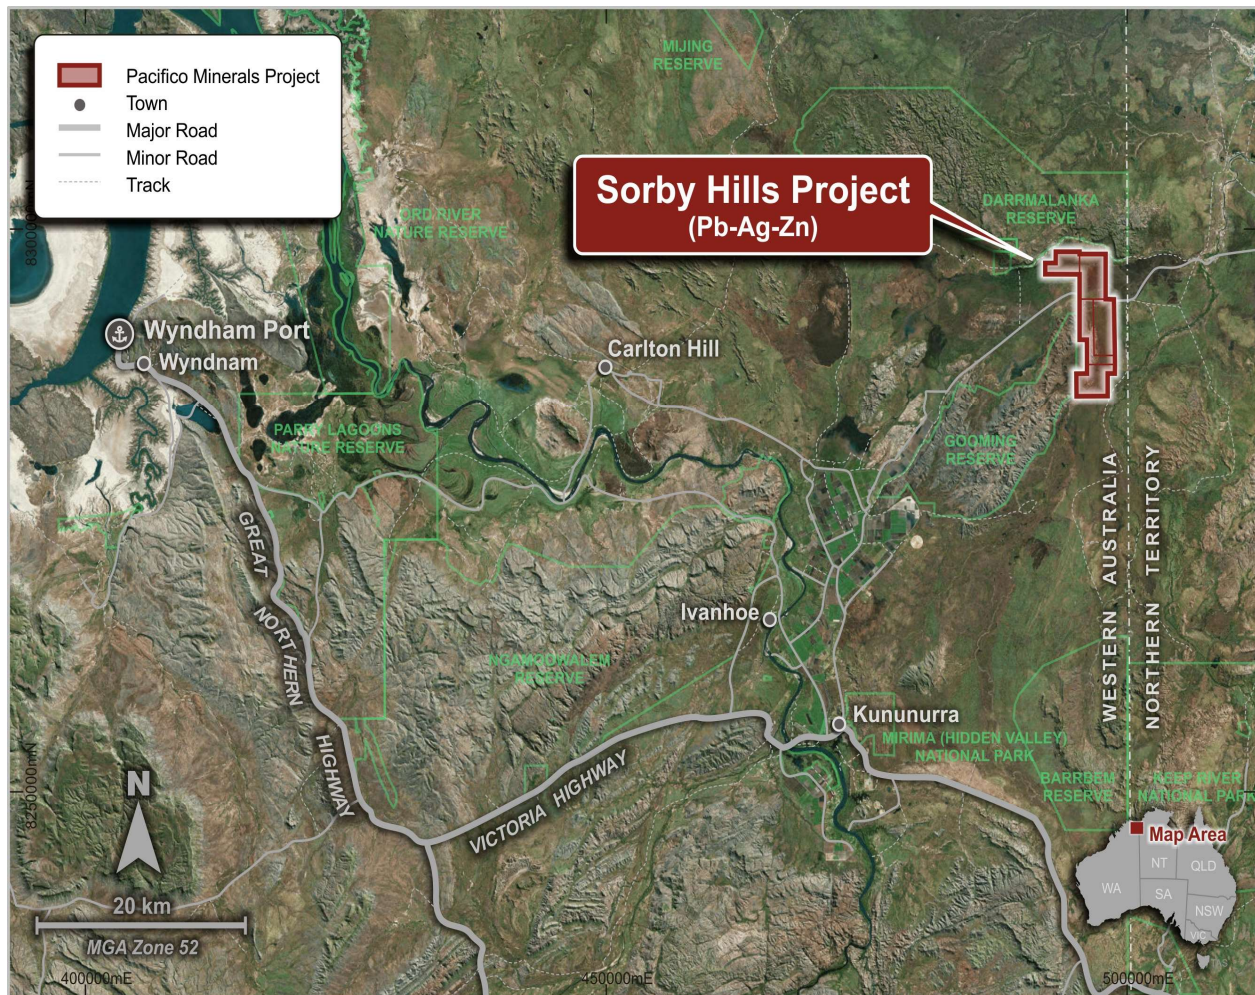 Pacifico Minerals Project
Town
Major Road
Minor Road
Track
MIJING
RESERVE
Sorby Hills Project
(Pb-Ag-Zn)
DARRMALANKA
RESERVE
ORD RIVER
NATURE RESERVE
8300000mN
Wyndham Port
Wyndnam
Carlton Hill
PARRY LAGOONS
NATURE RESERVE
GOOMING
RESERVE
GREAT NORTHERN HIGHWAY
WESTERN AUSTRALIA
NORTHERN TERRITORY
Ivanhoe
NGAMOOWALEM
RESERVE
Kununurra
MIRIMA (HIDDEN VALLEY)
NATIONAL PARK
VICTORIA HIGHWAY
BARRBEM
RESERVE
KEEP RIVER
NATIONAL PARK
8250000mN
N
20 km
MGA Zone 52
Map Area
WA
NT
QLD
SA
NSW
VIC
400000mE
450000mE
500000mE